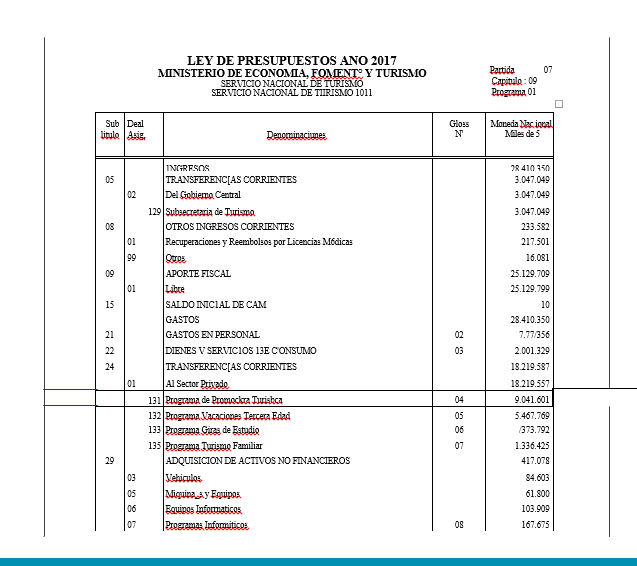 LEY DE PRESUPUESTOS ANO 2017
MINISTERIO DE ECONOMIA, FOMENT° Y TURISMO
SERVICIO NACIONAL DE TURISMO
SERVICIO NACIONAL DE TIIRISMO 1011
Partida 07
Capitulo : 09
Programa 01
Sub titulo Deal Asig. Denominaciones Gloss N' Moneda Nacional Miles de 5
INGRESOS 28.410.350
05 TRANSFERENC[AS CORRIENTES 3.047.049
02 Del Gobierno Central 3.047.049
129 Subsecretaria de Turismo 3.047.049
08 OTROS INGRESOS CORRIENTES 233.582
01 Recuperaciones y Reembolsos por Licencias M6dicas 217.501
99 Otros 16.081
09 APORTE FISCAL 25.129.709
01 Libre 25.129.799
15 SALDO INIC1AL DE CAM 10
GASTOS 28.410.350
21 GASTOS EN PERSONAL 02 7.77/356
22 DIENES V SERVIC1OS 13E C'ONSUMO 03 2.001.329
24 TRANSFERENC[AS CORRIENTES 18.219.587
01 Al Sector Privado 18.219.557
131 Programa de Promockra Turishca 04 9.041.601
132 Programa Vacaciones Tercera Edad 05 5.467.769
133 Programa Giras de Estudio 06 /373.792
135 Programa Turismo Familiar 07 1.336.425
29 ADQUISICION DE ACTIVOS NO FINANCIEROS 417.078
03 Vehiculos 84.603
05 Miquina_s y Equipos 61.800
06 Equipos Informaticos 103.909
07 Programas Informiticos 08 167.675